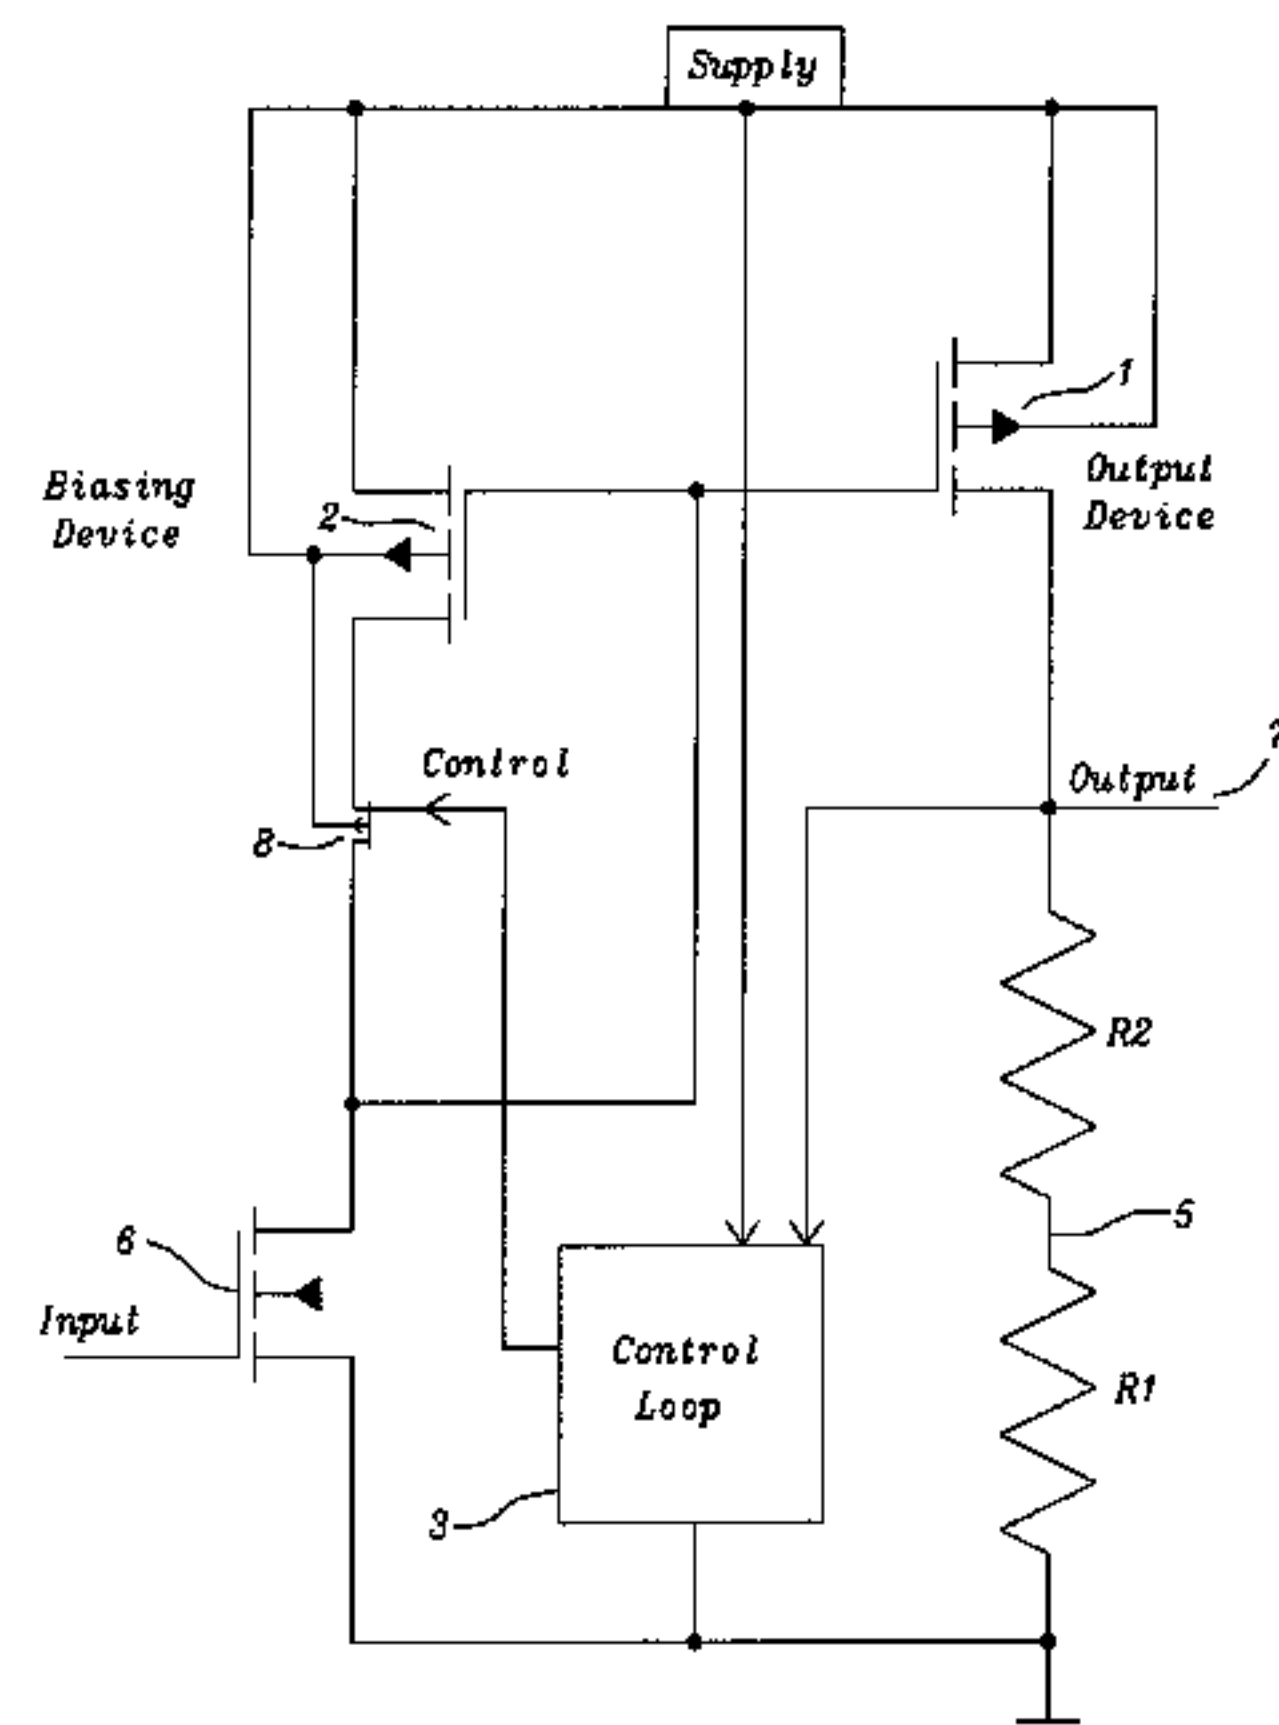 Supply
1
Biasing
Device
2
Output
Device
Control
8
Output
R2
5
6
Input
Control
Loop
R1
3